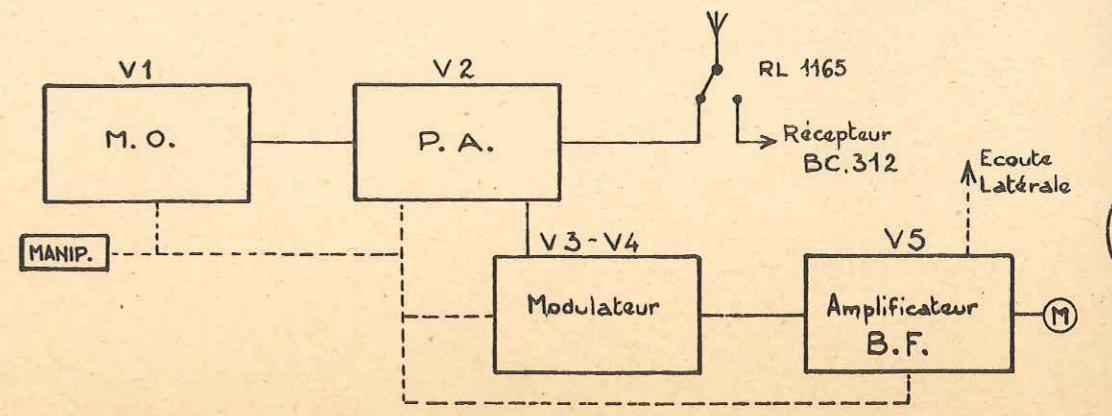 V1
V2
RL 1165
M. O.
P. A.
Récepteur
BC.312
Ecoute
Latérale
MANIP.
V3-V4
V5
Modulateur
Amplificateur
B.F.
M